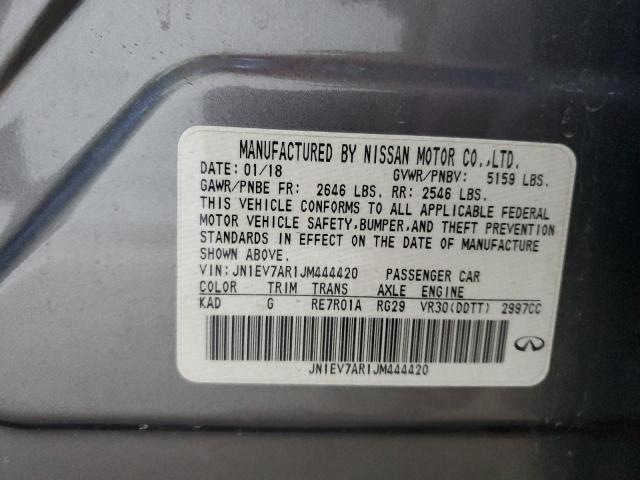 MANUFACTURED BY NISSAN MOTOR CO.,LTD.
DATE: 01/18 GVWR/PNBV: 5159 LBS.
GAWR/PNBE FR: 2646 LBS. RR: 2546 LBS.
THIS VEHICLE CONFORMS TO ALL APPLICABLE FEDERAL
MOTOR VEHICLE SAFETY,BUMPER,AND THEFT PREVENTION
STANDARDS IN EFFECT ON THE DATE OF MANUFACTURE
SHOWN ABOVE.
VIN: JN1EV7AR1JM444420 PASSENGER CAR
COLOR TRIM TRANS AXLE ENGINE
KAD G RE7R01A RG29 VR30(DDTT) 2997CC
JN1EV7AR1JM444420